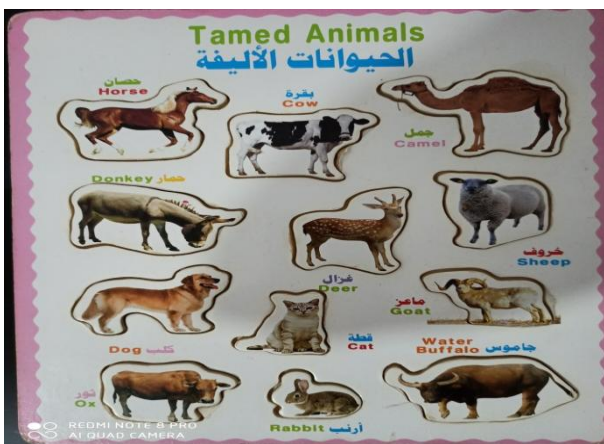 Tamed Animals
الحيوانات الأليفة
حصان
Horse
بقرة
Cow
جمل
Camel
Donkey حمار
غزال
Deer
خروف
Sheep
Dog كلب
قطة
Cat
ماعز
Goat
Water
Buffalo جاموس
ثور
Ox
Rabbit أرنب
REDMI NOTE 8 PRO
AI QUAD CAMERA